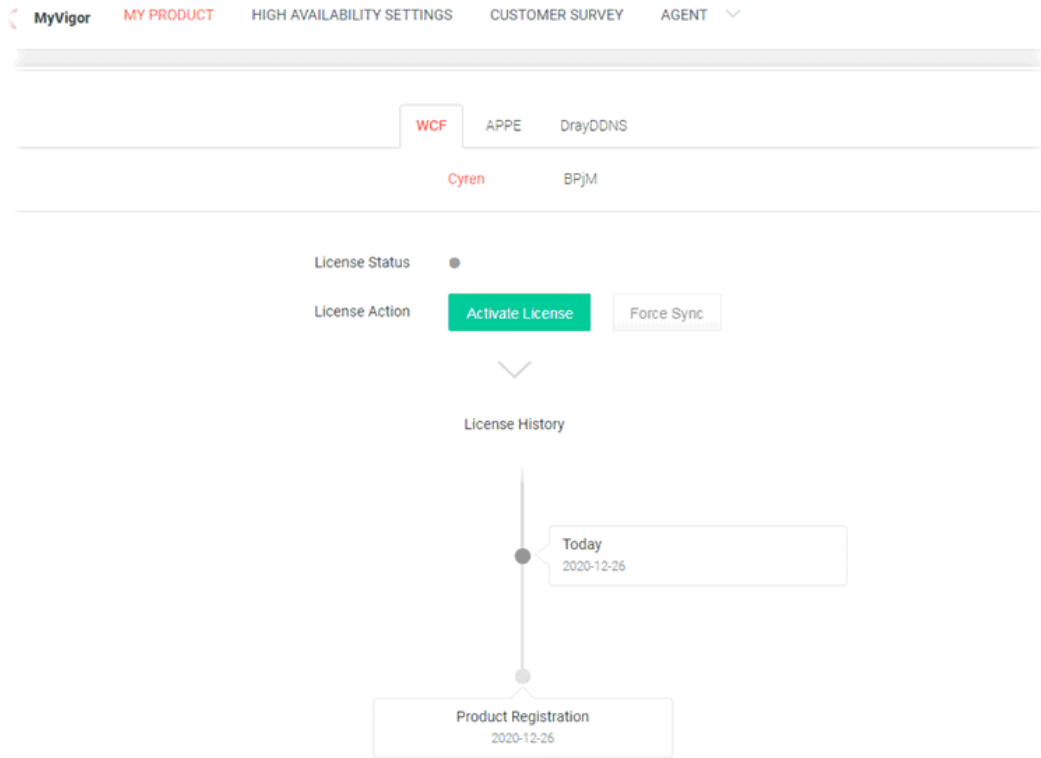 MyVigor MY PRODUCT HIGH AVAILABILITY SETTINGS CUSTOMER SURVEY AGENT
WCF APPE DrayDDNS
Cyren BPjM
License Status
License Action Activate License Force Sync
License History
Today
2020-12-26
Product Registration
2020-12-26